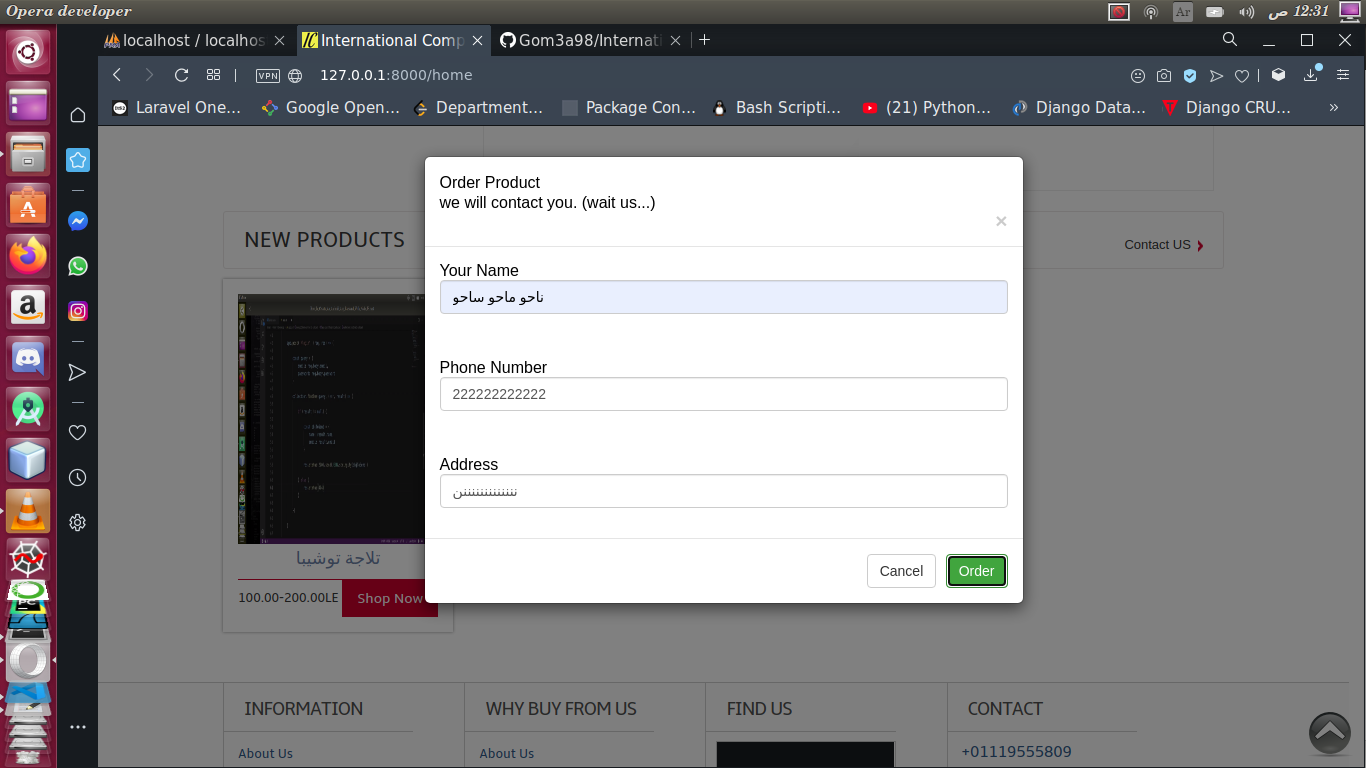 Opera developer
Ar
12:31 ص
localhost / localhos
International Comp
Gom3a98/Internati
VPN
127.0.0.1:8000/home
Laravel One...
Google Open...
Department...
Package Con...
Bash Scripti...
(21) Python...
Django Data...
Django CRU...
»
Order Product
we will contact you. (wait us...)
×
NEW PRODUCTS
Contact US
Your Name
ناحو ماحو ساحو
Phone Number
222222222222
Address
Cancel
Order
تلاجة توشيبا
100.00-200.00LE
Shop Now
INFORMATION
WHY BUY FROM US
FIND US
CONTACT
About Us
About Us
+01119555809